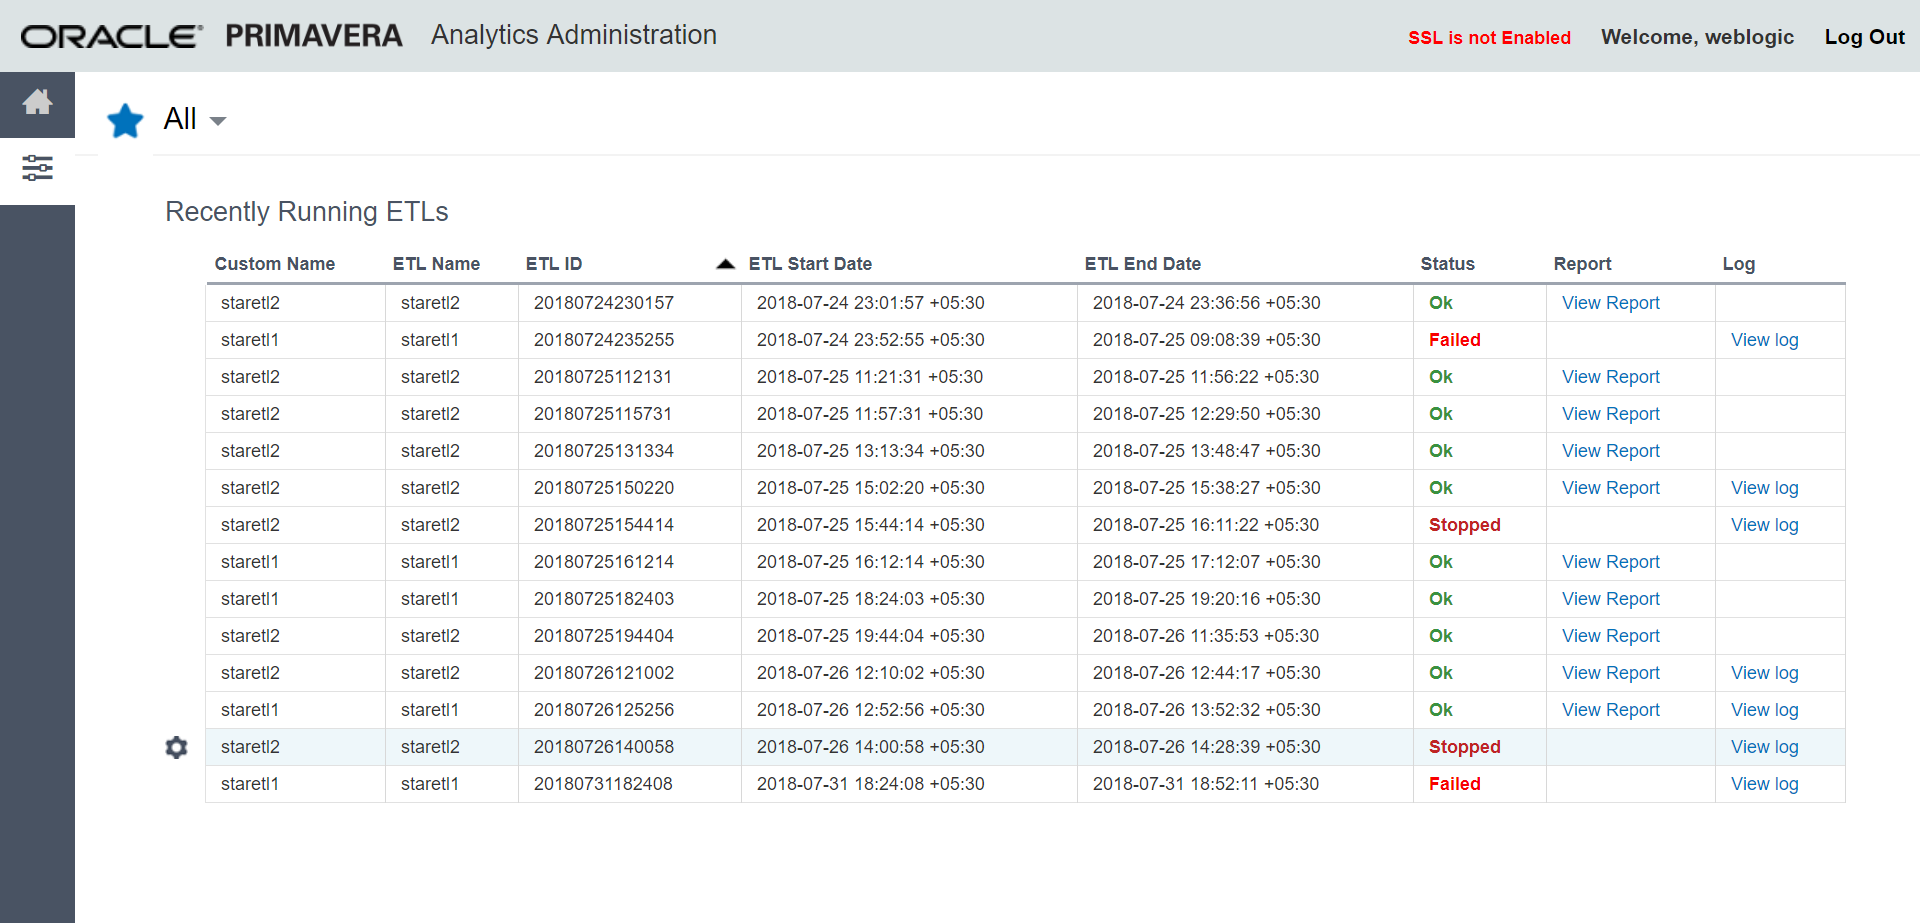 ORACLE PRIMAVERA Analytics Administration SSL is not Enabled Welcome, weblogic Log Out
All
Recently Running ETLs
Custom Name ETL Name ETL ID ETL Start Date ETL End Date Status Report Log
staretl2 staretl2 20180724230157 2018-07-24 23:01:57 +05:30 2018-07-24 23:36:56 +05:30 Ok View Report
staretl1 staretl1 20180724235255 2018-07-24 23:52:55 +05:30 2018-07-25 09:08:39 +05:30 Failed View log
staretl2 staretl2 20180725112131 2018-07-25 11:21:31 +05:30 2018-07-25 11:56:22 +05:30 Ok View Report
staretl2 staretl2 20180725115731 2018-07-25 11:57:31 +05:30 2018-07-25 12:29:50 +05:30 Ok View Report
staretl2 staretl2 20180725131334 2018-07-25 13:13:34 +05:30 2018-07-25 13:48:47 +05:30 Ok View Report
staretl2 staretl2 20180725150220 2018-07-25 15:02:20 +05:30 2018-07-25 15:38:27 +05:30 Ok View Report View log
staretl2 staretl2 20180725154414 2018-07-25 15:44:14 +05:30 2018-07-25 16:11:22 +05:30 Stopped View log
staretl1 staretl1 20180725161214 2018-07-25 16:12:14 +05:30 2018-07-25 17:12:07 +05:30 Ok View Report
staretl1 staretl1 20180725182403 2018-07-25 18:24:03 +05:30 2018-07-25 19:20:16 +05:30 Ok View Report
staretl2 staretl2 20180725194404 2018-07-25 19:44:04 +05:30 2018-07-26 11:35:53 +05:30 Ok View Report
staretl2 staretl2 20180726121002 2018-07-26 12:10:02 +05:30 2018-07-26 12:44:17 +05:30 Ok View Report View log
staretl1 staretl1 20180726125256 2018-07-26 12:52:56 +05:30 2018-07-26 13:52:32 +05:30 Ok View Report View log
staretl2 staretl2 20180726140058 2018-07-26 14:00:58 +05:30 2018-07-26 14:28:39 +05:30 Stopped View log
staretl1 staretl1 20180731182408 2018-07-31 18:24:08 +05:30 2018-07-31 18:52:11 +05:30 Failed View log